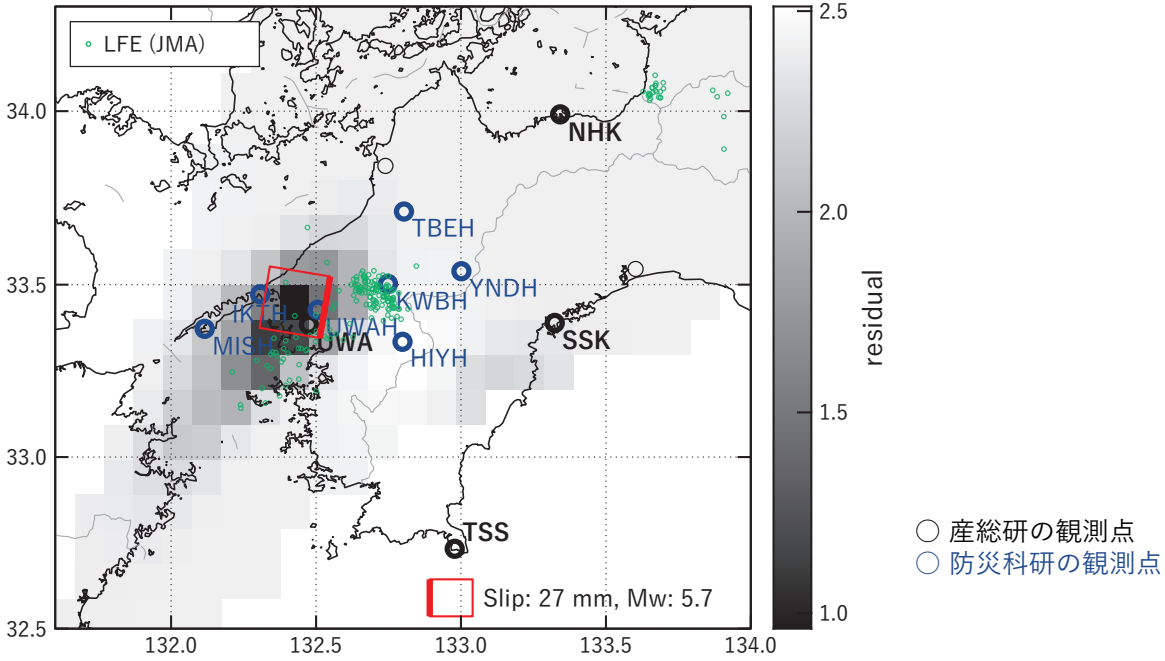 LFE (JMA)
34.0
33.5
33.0
32.5
132.0
132.5
133.0
133.5
134.0
NHK
TBEH
YNDH
KWBH
IKTH
UWAH
UWA
MISH
HIYH
SSK
TSS
Slip: 27 mm, Mw: 5.7
2.5
2.0
1.5
1.0
residual
産総研の観測点
防災科研の観測点